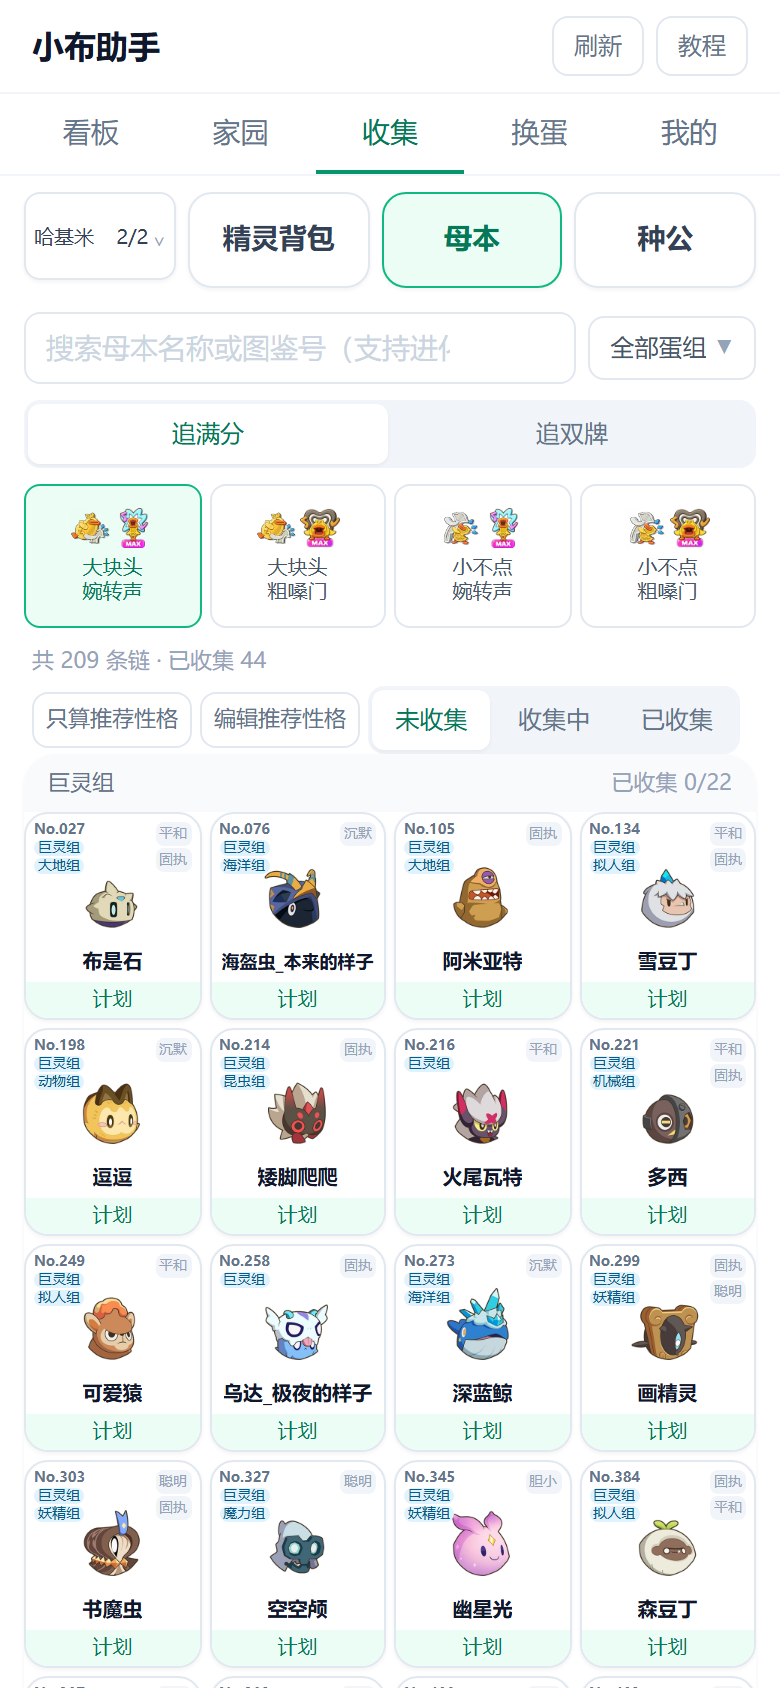 小布助手
刷新
教程
看板
家园
收集
换蛋
我的
哈基米 2/2
精灵背包
母本
种公
搜索母本名称或图鉴号（支持进
全部蛋组 ▼
追满分
追双牌
MAX
大块头
婉转声
MAX
大块头
粗嗓门
MAX
小不点
婉转声
MAX
小不点
粗嗓门
共 209 条链 · 已收集 44
只算推荐性格
编辑推荐性格
未收集
收集中
已收集
巨灵组
已收集 0/22
No.027
巨灵组
大地组
平和
固执
布是石
计划
No.076
巨灵组
海洋组
沉默
海盔虫_本来的样子
计划
No.105
巨灵组
大地组
固执
阿米亚特
计划
No.134
巨灵组
拟人组
平和
固执
雪豆丁
计划
No.198
巨灵组
动物组
沉默
逗逗
计划
No.214
巨灵组
昆虫组
固执
矮脚爬爬
计划
No.216
巨灵组
平和
火尾瓦特
计划
No.221
巨灵组
机械组
平和
固执
多西
计划
No.249
巨灵组
拟人组
平和
可爱猿
计划
No.258
巨灵组
固执
乌达_极夜的样子
计划
No.273
巨灵组
海洋组
沉默
深蓝鲸
计划
No.299
巨灵组
妖精组
固执
聪明
画精灵
计划
No.303
巨灵组
妖精组
聪明
固执
书魔虫
计划
No.327
巨灵组
魔力组
聪明
空空颅
计划
No.345
巨灵组
妖精组
胆小
幽星光
计划
No.384
巨灵组
拟人组
固执
平和
森豆丁
计划